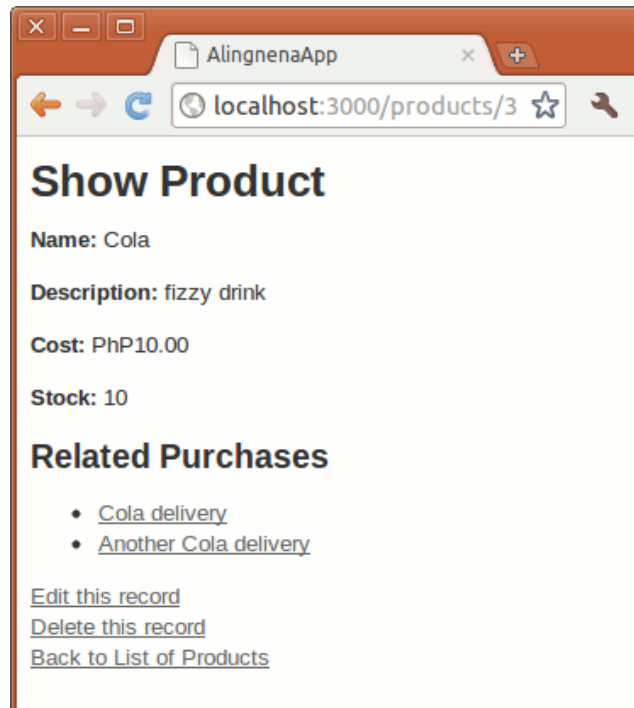 AlingnenaApp
localhost:3000/products/3
Show Product
Name: Cola
Description: fizzy drink
Cost: PhP10.00
Stock: 10
Related Purchases
Cola delivery
Another Cola delivery
Edit this record
Delete this record
Back to List of Products